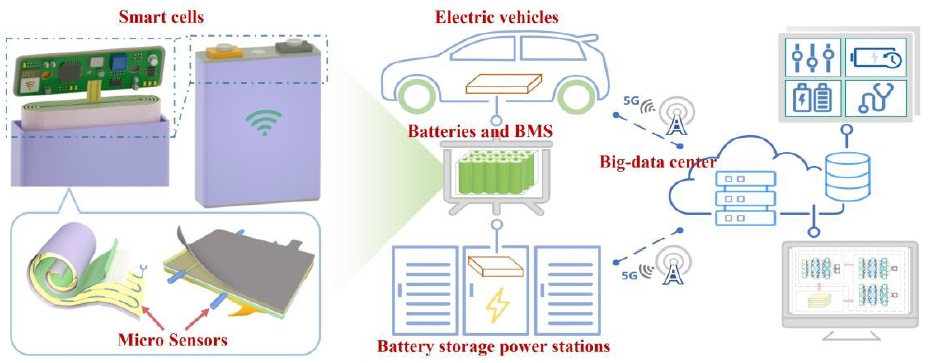 Smart cells
Electric vehicles
5G
Batteries and BMS
Big-data center
5G
Micro Sensors
Battery storage power stations